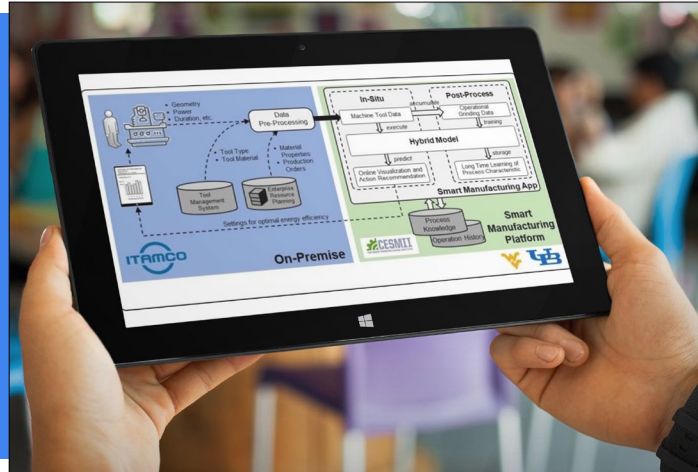 • Geometry
• Power
• Duration, etc.
Data
Pre-Processing
• Tool Type
• Tool Material
• Material
Properties
• Production
Orders
Tool
Management
System
Enterprise
Resource
Planning
Settings for optimal energy efficiency
ITAMCO
On-Premise
In-Situ
Post-Process
Machine Tool Data
accumulate
Operational
Grinding Data
execute
training
Hybrid Model
predict
storage
Online Visualization and
Action Recommendation
Long Time Learning of
Process Characteristic
Smart Manufacturing App
Process
Knowledge
Operation History
Smart
Manufacturing
Platform
CESMII
WV
UB